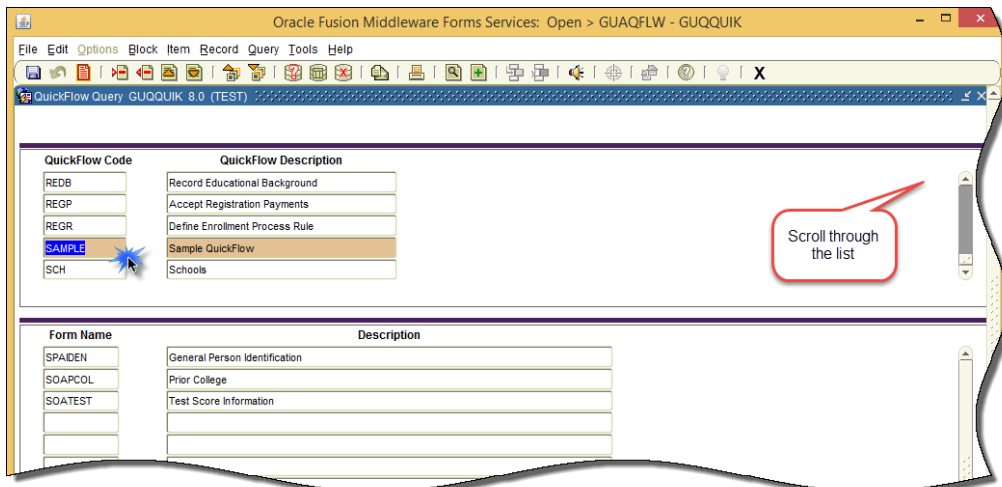 Oracle Fusion Middleware Forms Services: Open > GUAQFLW - GUQQUIK
File Edit Options Block Item Record Query Tools Help
X
QuickFlow Query GUQQUIK 8.0 (TEST)
QuickFlow Code QuickFlow Description
REDB Record Educational Background
REGP Accept Registration Payments
REGR Define Enrollment Process Rule
SAMPLE Sample QuickFlow
SCH Schools
Scroll through
the list
Form Name Description
SPAIDEN General Person Identification
SOAPCOL Prior College
SOATEST Test Score Information